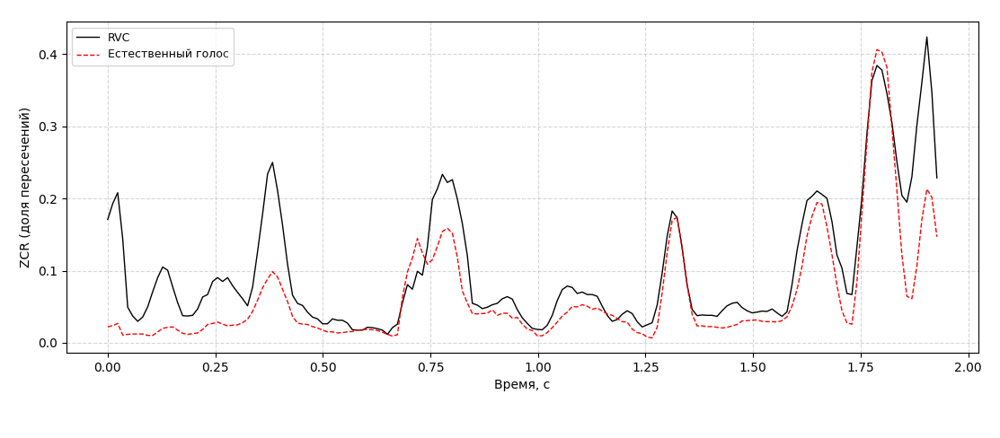 RVC
Естественный голос
ZCR (доля пересечений)
0.4
0.3
0.2
0.1
0.0
0.00 0.25 0.50 0.75 1.00 1.25 1.50 1.75 2.00
Время, с